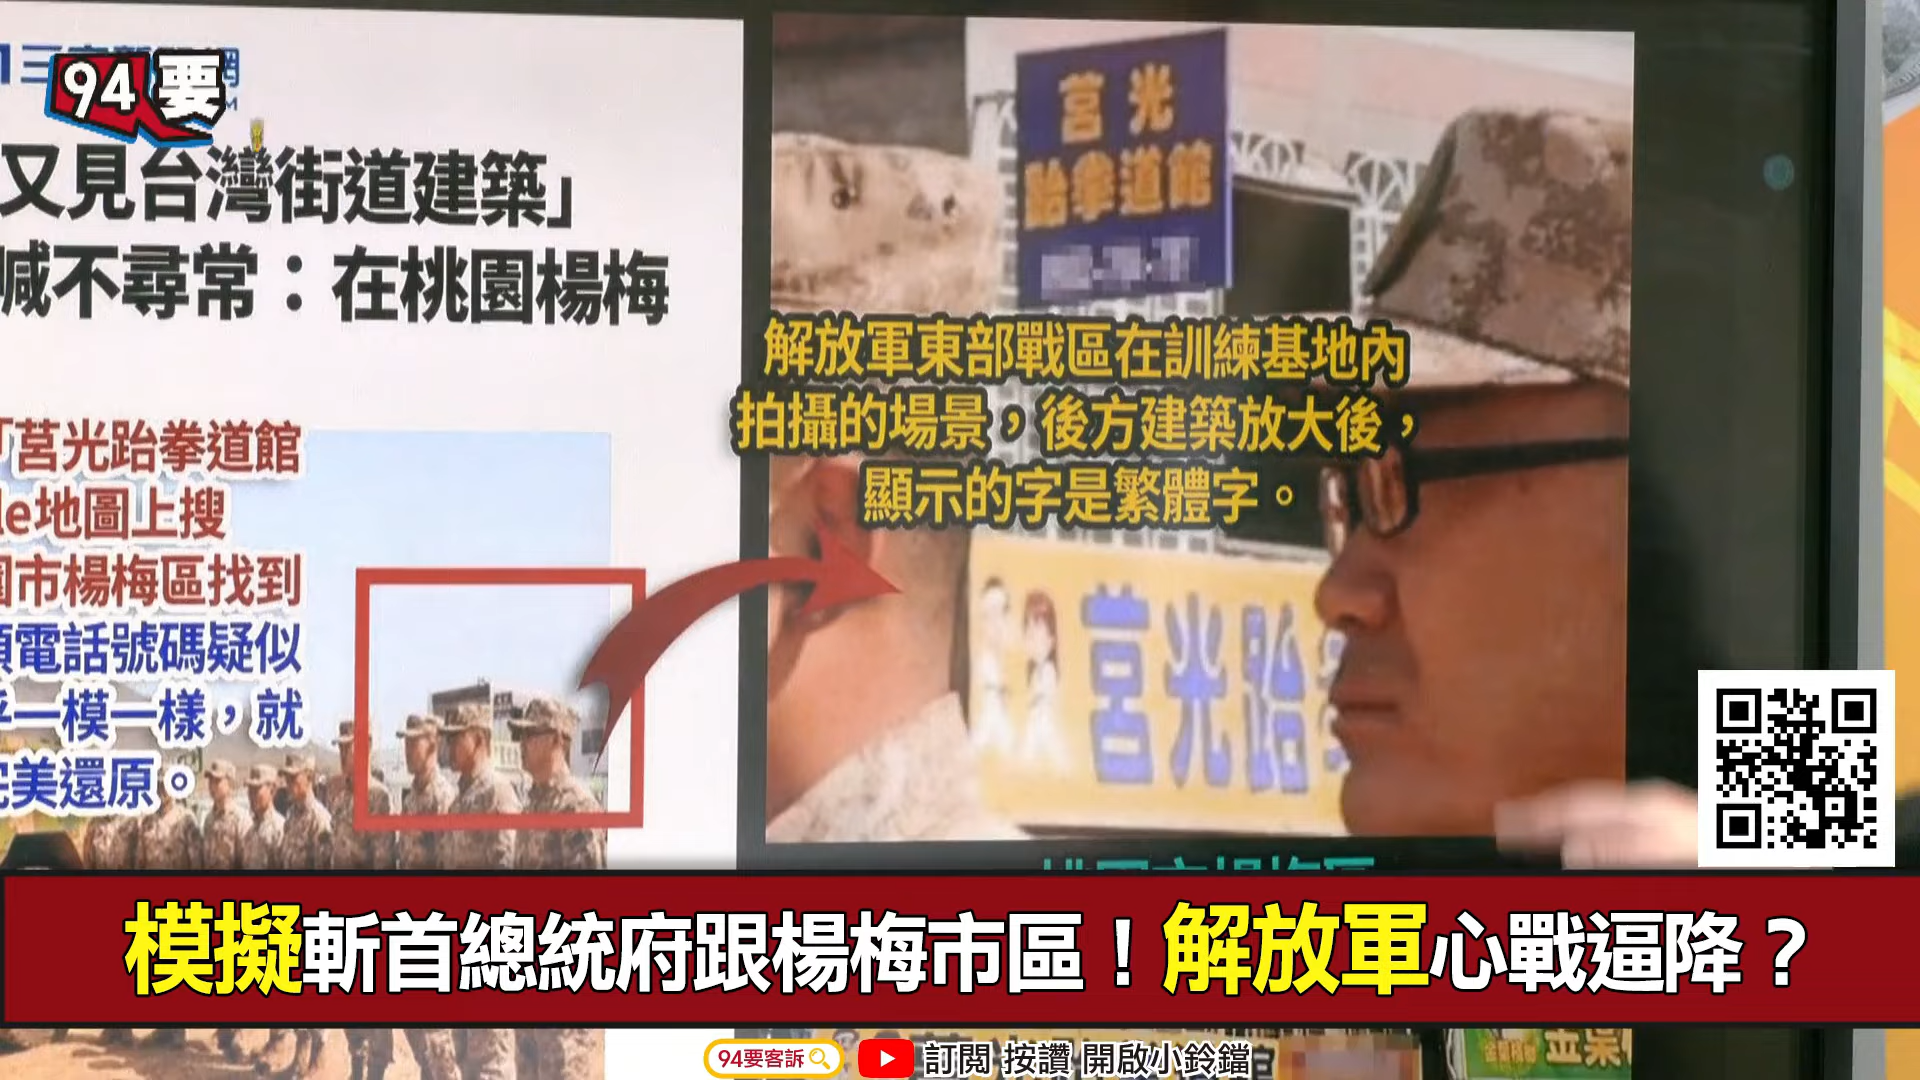 94要
又見台灣街道建築」
喊不尋常：在桃園楊梅
「莒光跆拳道館
le地圖上搜
園市楊梅區找到
電話號碼疑似
一模一樣，就
完美還原。
莒光
跆拳道館
解放軍東部戰區在訓練基地內
拍攝的場景，後方建築放大後，
顯示的字是繁體字。
莒光跆
模擬斬首總統府跟楊梅市區！解放軍心戰逼降？
94要客訴
訂閱 按讚 開啟小鈴鐺